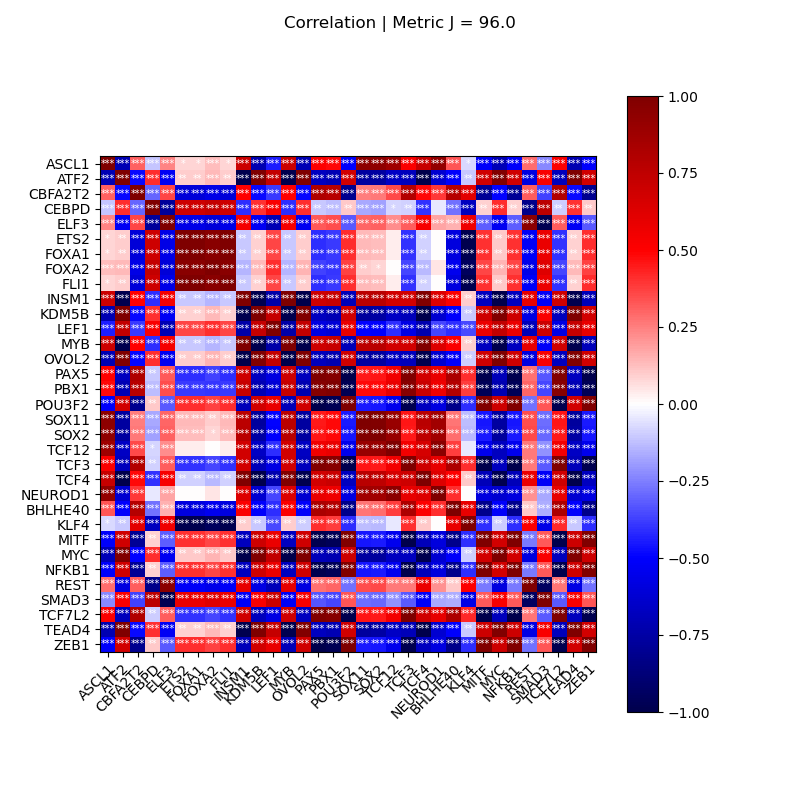 Correlation | Metric J = 96.0
ASCL1
ATF2
CBFA2T2
CEBPD
ELF3
ETS2
FOXA1
FOXA2
FLI1
INSM1
KDM5B
LEF1
MYB
OVOL2
PAX5
PBX1
POU3F2
SOX11
SOX2
TCF12
TCF3
TCF4
NEUROD1
BHLHE40
KLF4
MITF
MYC
NFKB1
REST
SMAD3
TCF7L2
TEAD4
ZEB1
ASCL1
ATF2
CBFA2T2
CEBPD
ELF3
ETS2
FOXA1
FOXA2
FLI1
INSM1
KDM5B
LEF1
MYB
OVOL2
PAX5
PBX1
POU3F2
SOX11
SOX2
TCF12
TCF3
TCF4
NEUROD1
BHLHE40
KLF4
MITF
MYC
NFKB1
REST
SMAD3
TCF7L2
TEAD4
ZEB1
1.00
0.75
0.50
0.25
0.00
−0.25
−0.50
−0.75
−1.00